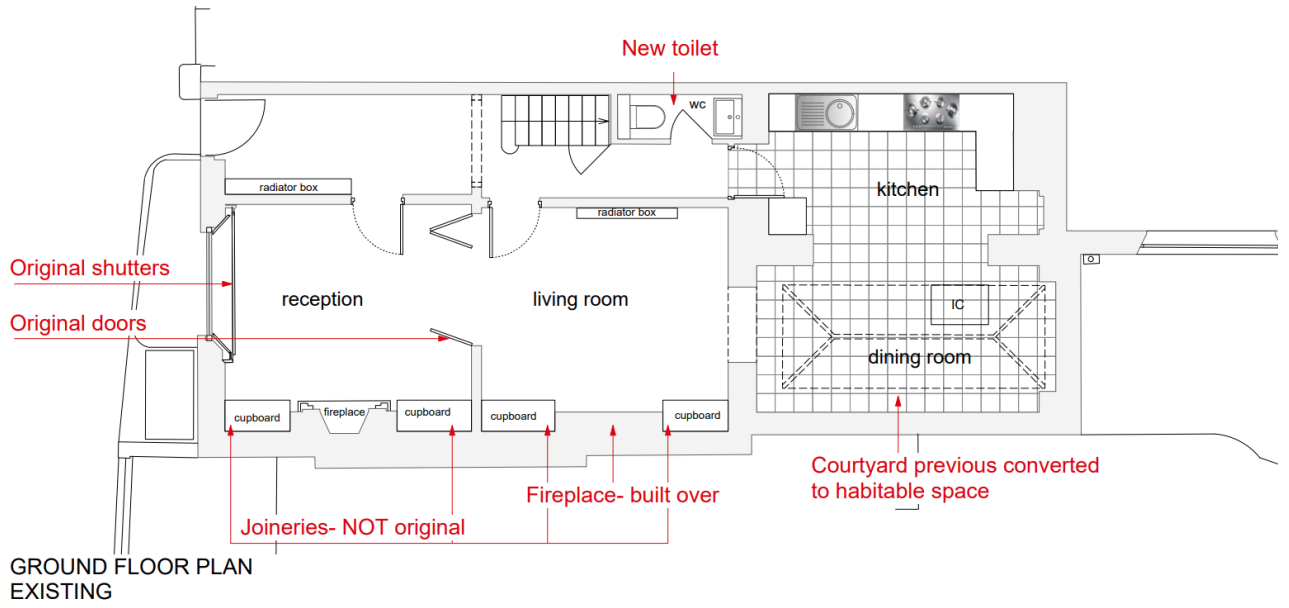 New toilet
WC
kitchen
radiator box
radiator box
Original shutters
reception
living room
IC
Original doors
dining room
cupboard
fireplace
cupboard
cupboard
cupboard
Courtyard previous converted
to habitable space
Fireplace- built over
Joineries- NOT original
GROUND FLOOR PLAN
EXISTING